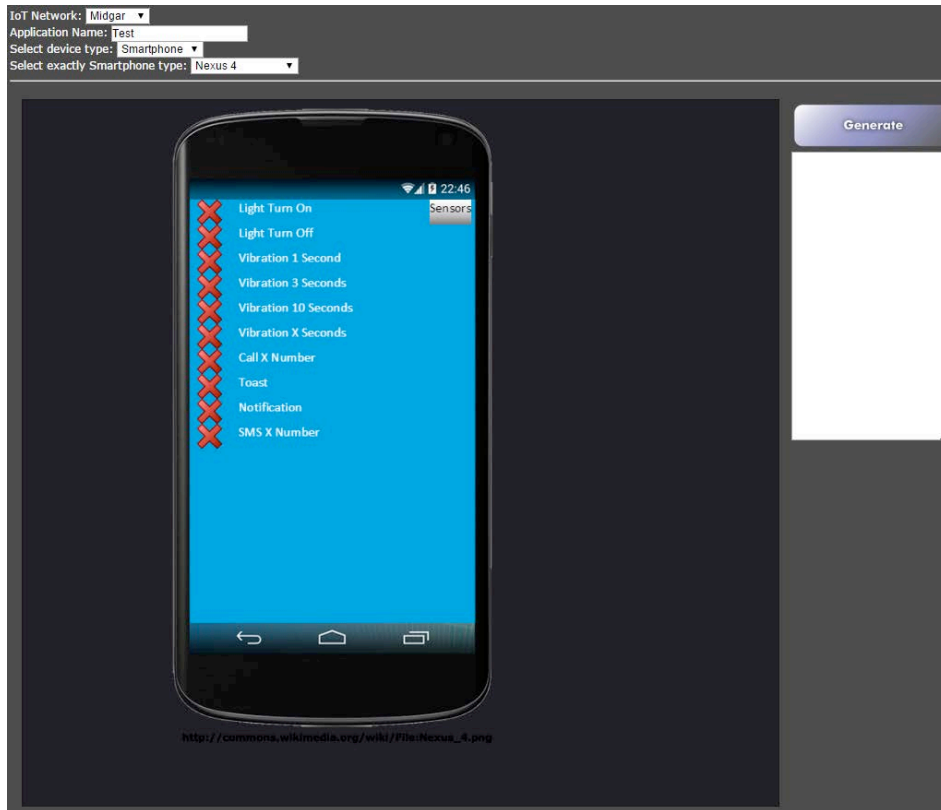 IoT Network: Midgar
Application Name: Test
Select device type: Smartphone
Select exactly Smartphone type: Nexus 4
Generate
22:46
Light Turn On
Sensors
Light Turn Off
Vibration 1 Second
Vibration 3 Seconds
Vibration 10 Seconds
Vibration X Seconds
Call X Number
Toast
Notification
SMS X Number
http://commons.wikimedia.org/wiki/File:Nexus_4.png